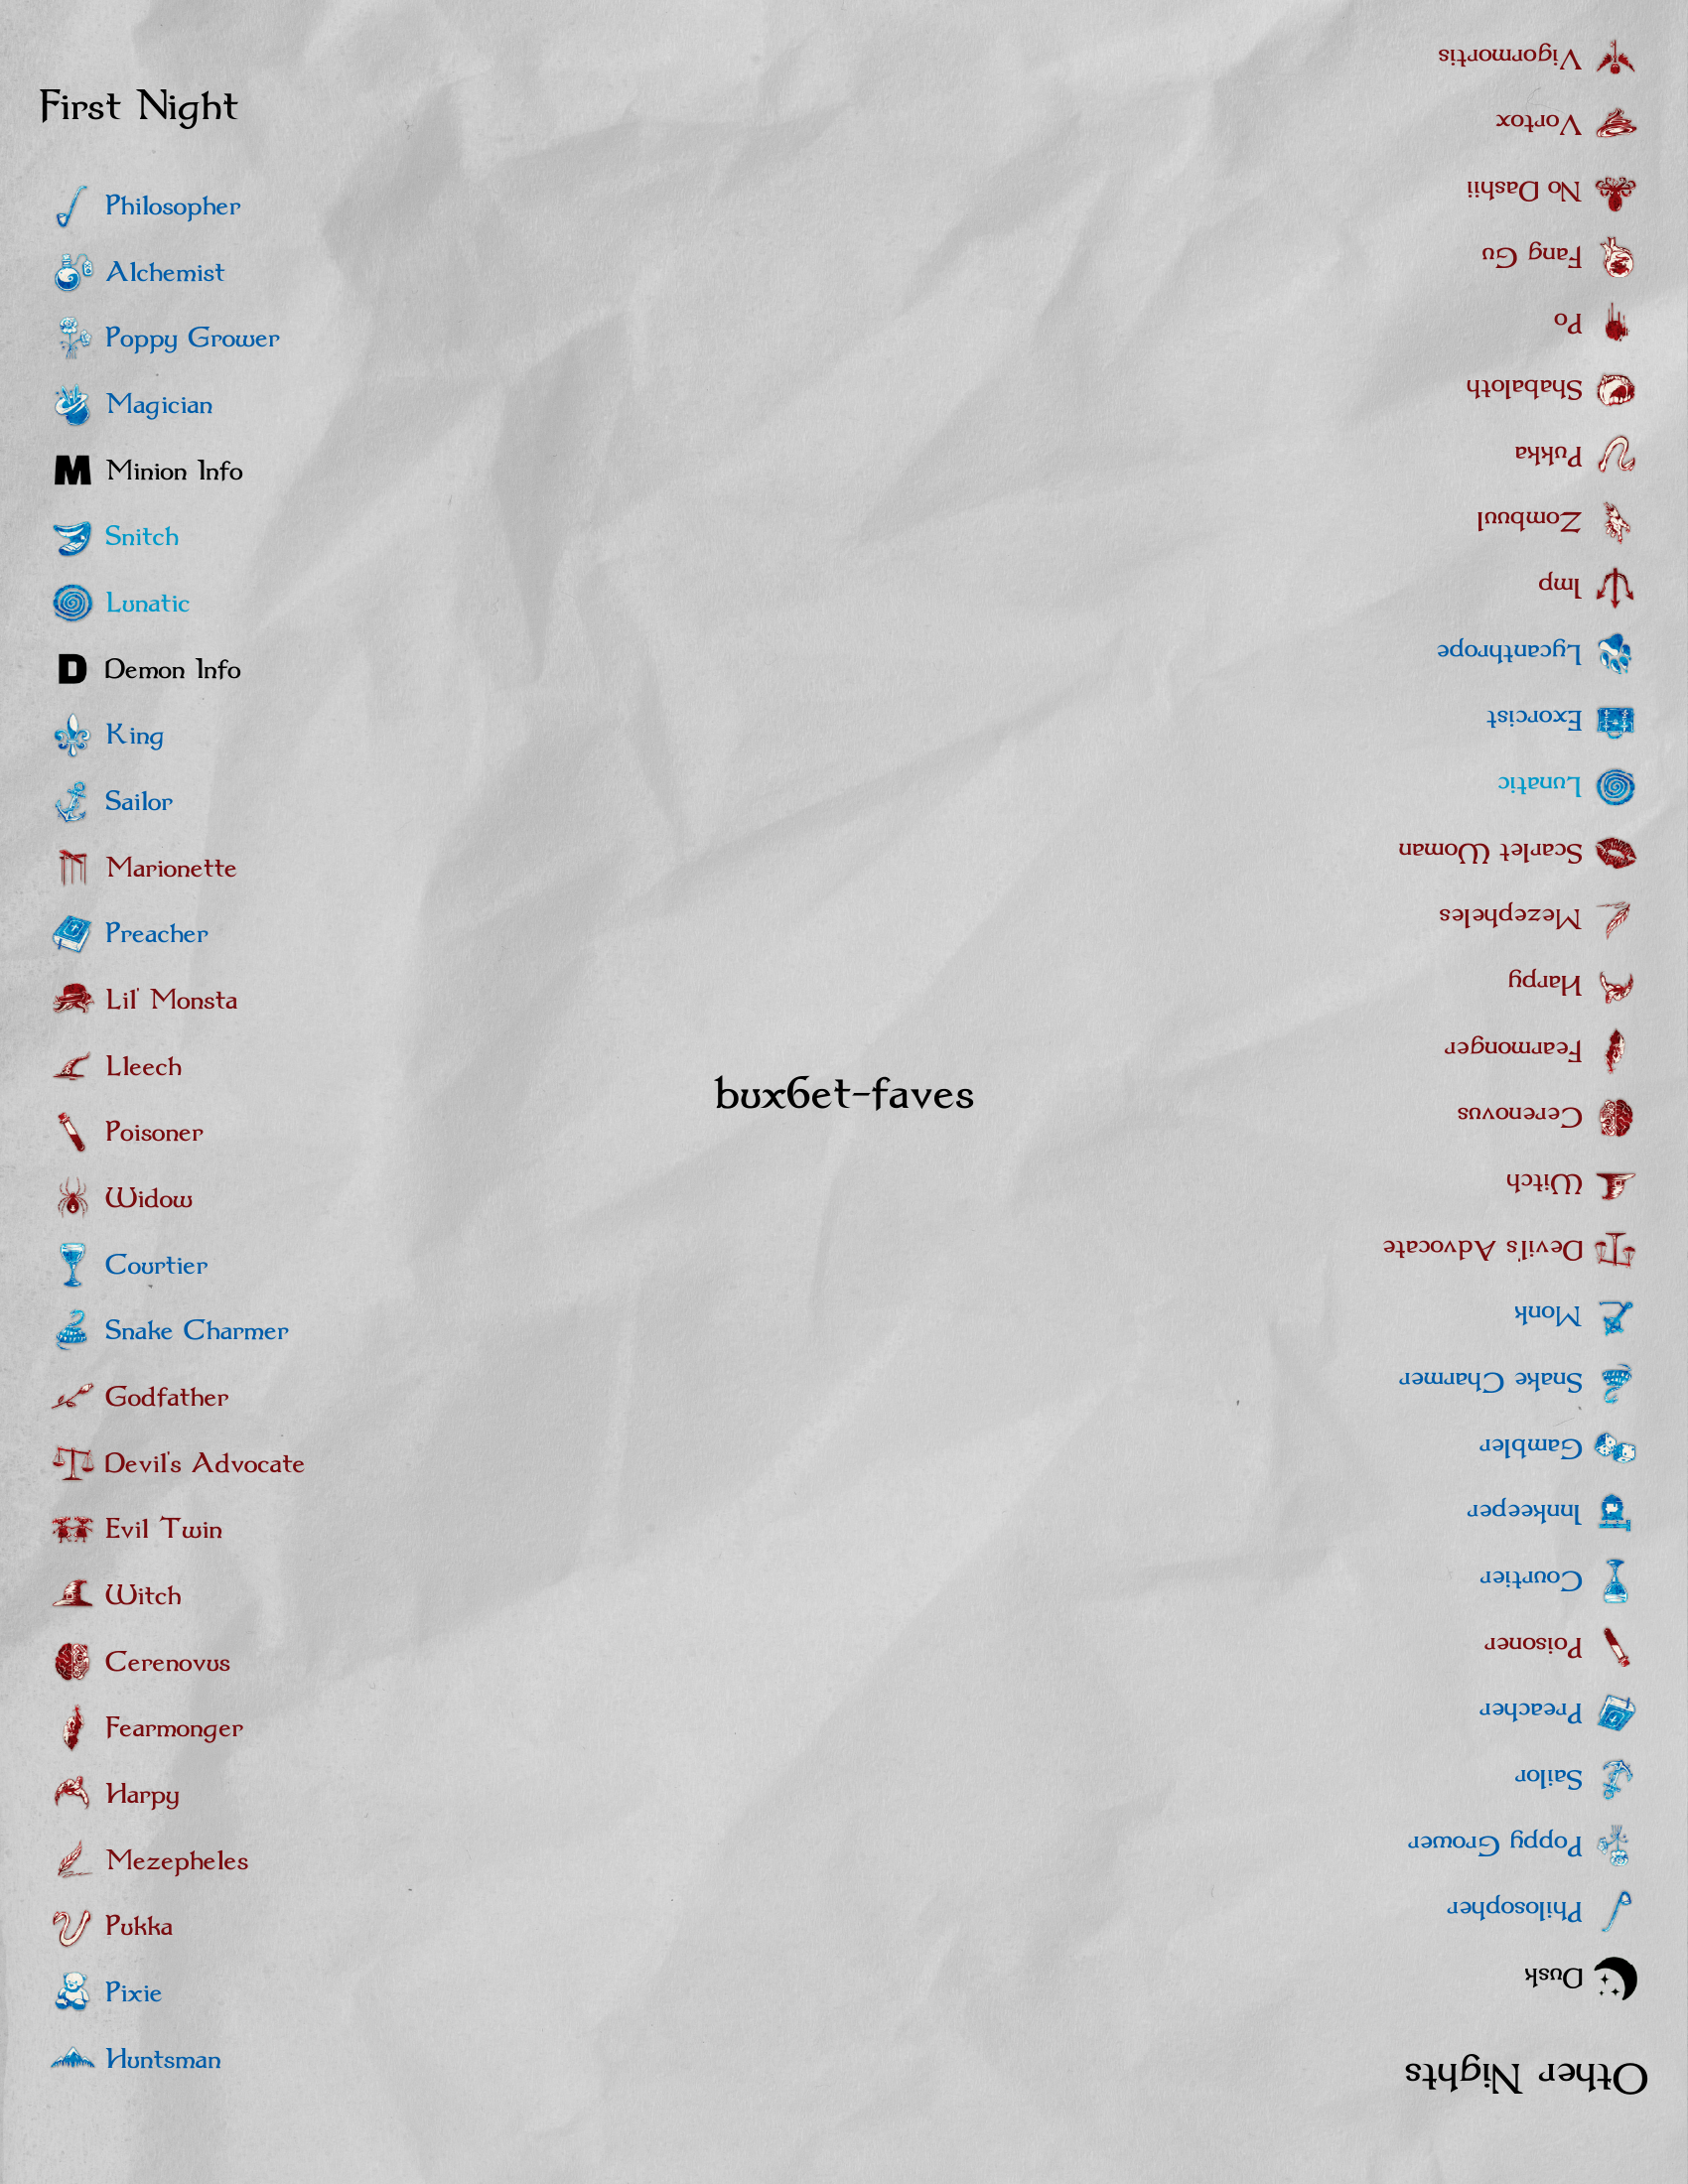 First Night
Philosopher
Alchemist
Poppy Grower
Magician
M Minion Info
Snitch
Lunatic
D Demon Info
King
Sailor
Marionette
Preacher
Lil' Monsta
Lleech
Poisoner
Widow
Courtier
Snake Charmer
Godfather
Devil's Advocate
Evil Twin
Witch
Cerenovus
Fearmonger
Harpy
Mezepheles
Pukka
Pixie
Huntsman
bux6et-faves
Other Nights
Dusk
Philosopher
Poppy Grower
Sailor
Preacher
Poisoner
Courtier
Innkeeper
Gambler
Snake Charmer
Monk
Devil's Advocate
Witch
Cerenovus
Fearmonger
Harpy
Mezepheles
Scarlet Woman
Lunatic
Exorcist
Lycanthrope
Imp
Zombuul
Pukka
Shabaloth
Po
Fang Gu
No Dashii
Vortox
Vigormortis